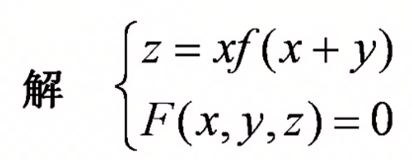 解 { z = xf(x + y)
F(x, y, z) = 0